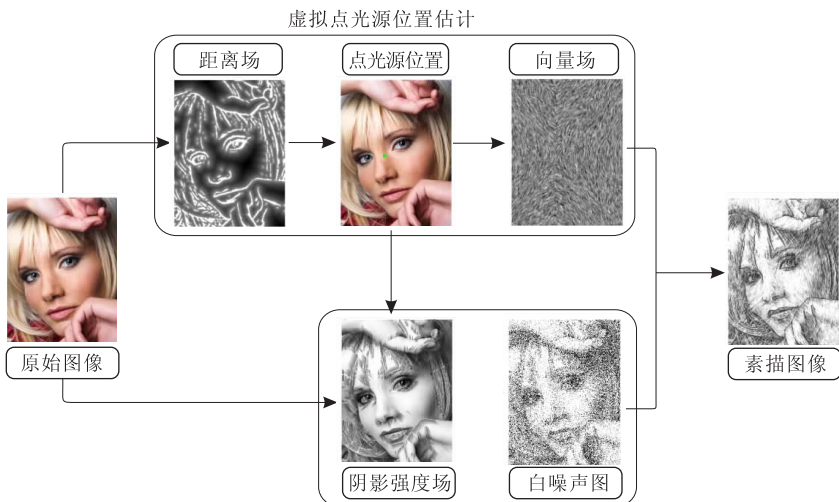 虚拟点光源位置估计
距离场
点光源位置
向量场
原始图像
素描图像
阴影强度场
白噪声图